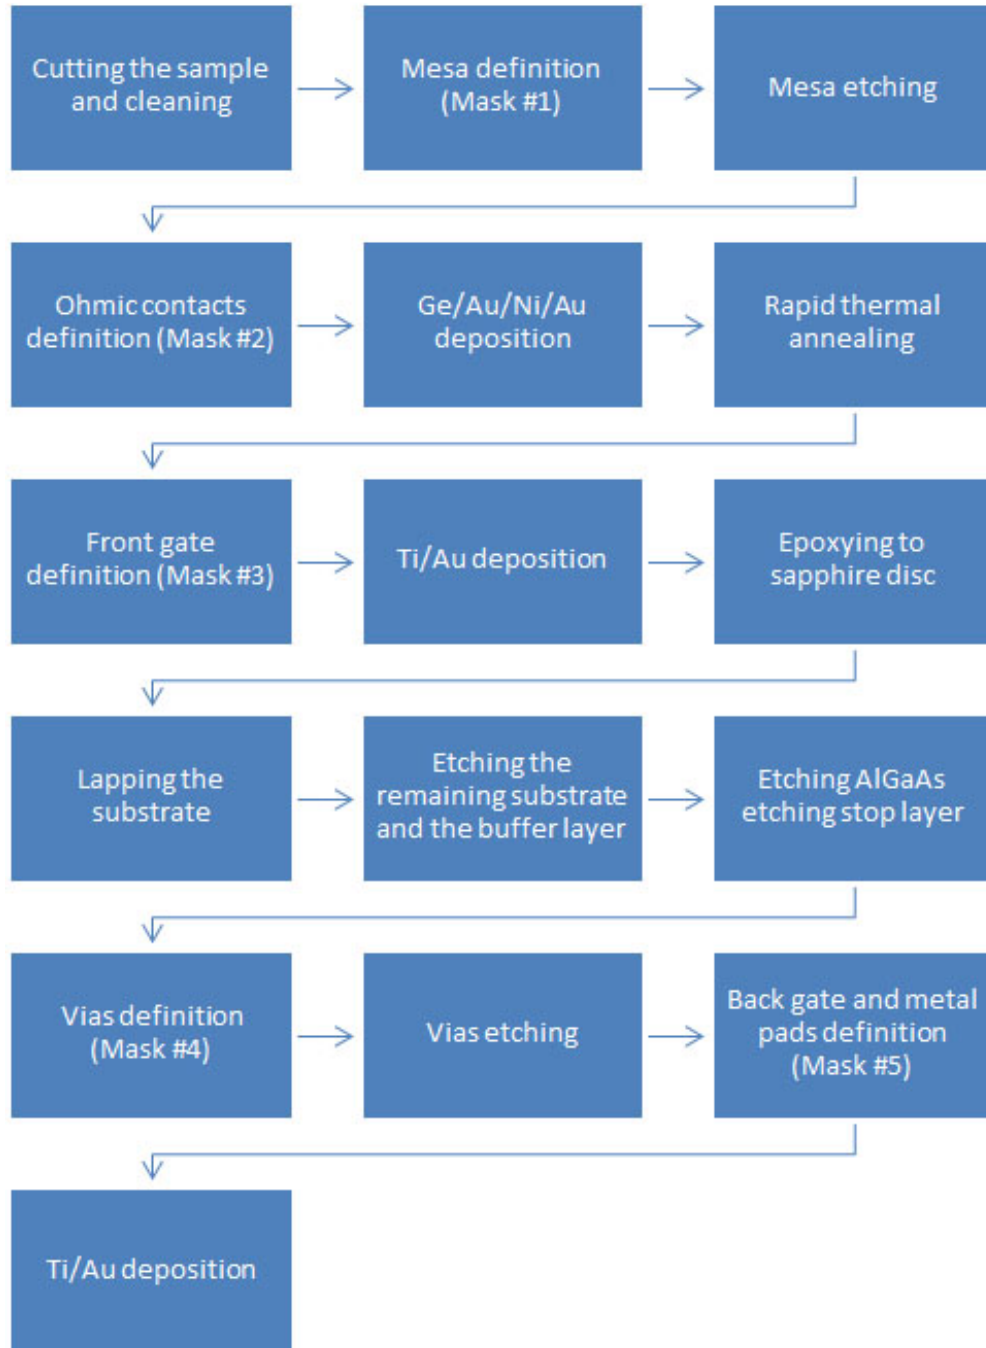 Cutting the sample
and cleaning
Mesa definition
(Mask #1)
Mesa etching
Ohmic contacts
definition (Mask #2)
Ge/Au/Ni/Au
deposition
Rapid thermal
annealing
Front gate
definition (Mask #3)
Ti/Au deposition
Epoxying to
sapphire disc
Lapping the
substrate
Etching the
remaining substrate
and the buffer layer
Etching AlGaAs
etching stop layer
Vias definition
(Mask #4)
Vias etching
Back gate and metal
pads definition
(Mask #5)
Ti/Au deposition